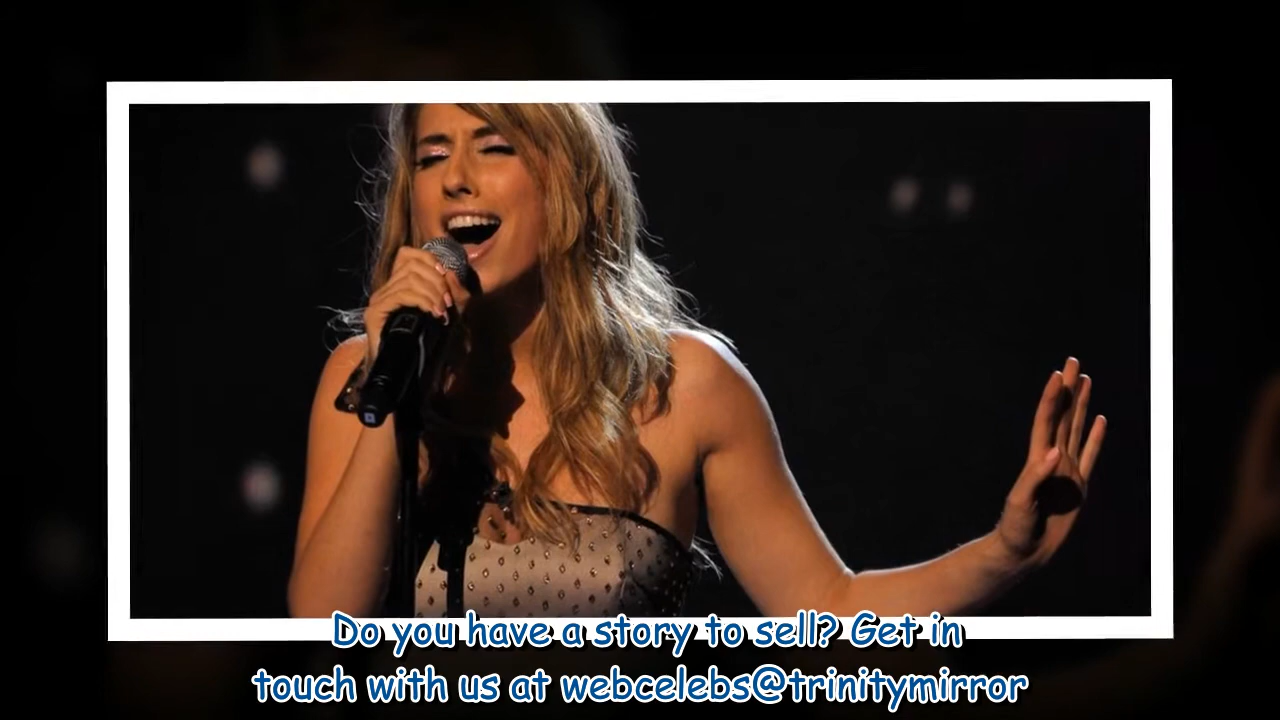 Do you have a story to sell? Get in
touch with us at webcelebs@trinitymirror